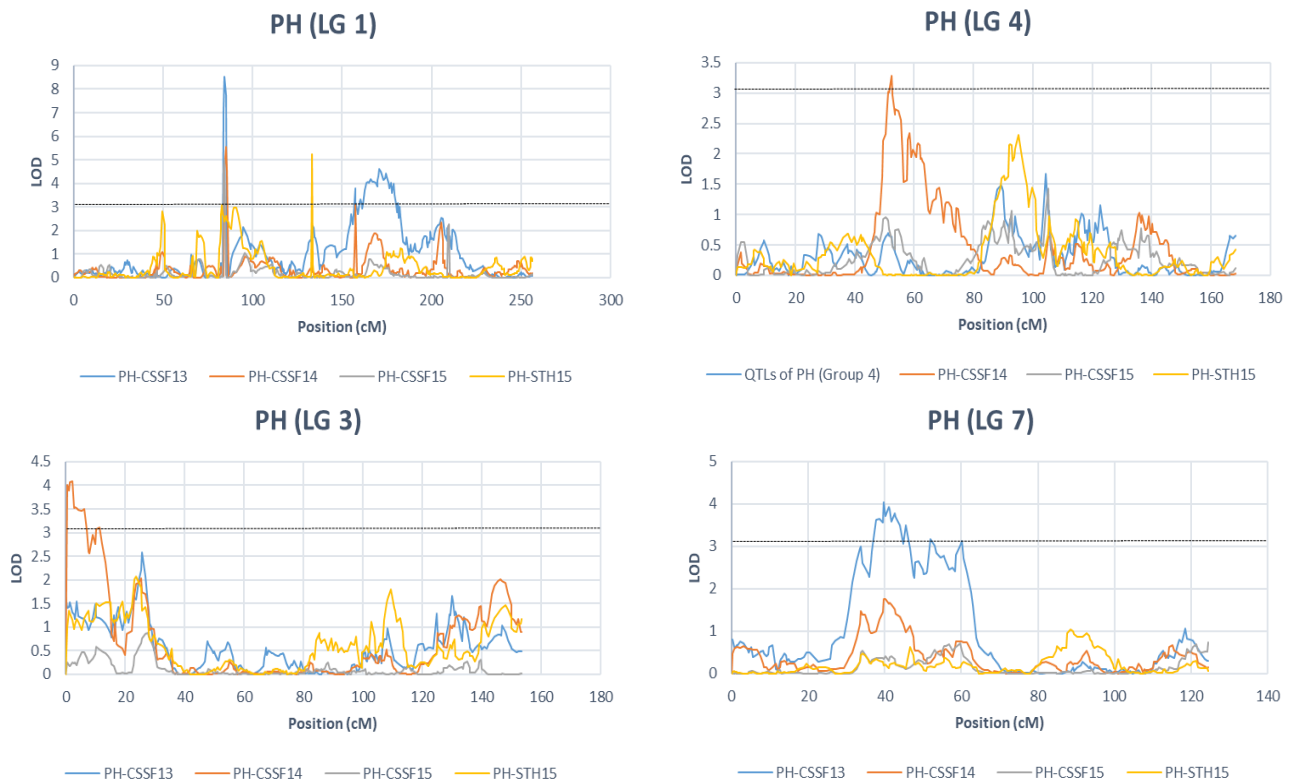 PH (LG 1)
LOD
9
8
7
6
5
4
3
2
1
0
0 50 100 150 200 250 300
Position (cM)
PH-CSSF13 PH-CSSF14 PH-CSSF15 PH-STH15
PH (LG 4)
LOD
3.5
3
2.5
2
1.5
1
0.5
0
0 20 40 60 80 100 120 140 160 180
Position (cM)
QTLs of PH (Group 4) PH-CSSF14 PH-CSSF15 PH-STH15
PH (LG 3)
LOD
4.5
4
3.5
3
2.5
2
1.5
1
0.5
0
0 20 40 60 80 100 120 140 160 180
Position (cM)
PH-CSSF13 PH-CSSF14 PH-CSSF15 PH-STH15
PH (LG 7)
LOD
5
4
3
2
1
0
0 20 40 60 80 100 120 140
Position (cM)
PH-CSSF13 PH-CSSF14 PH-CSSF15 PH-STH15